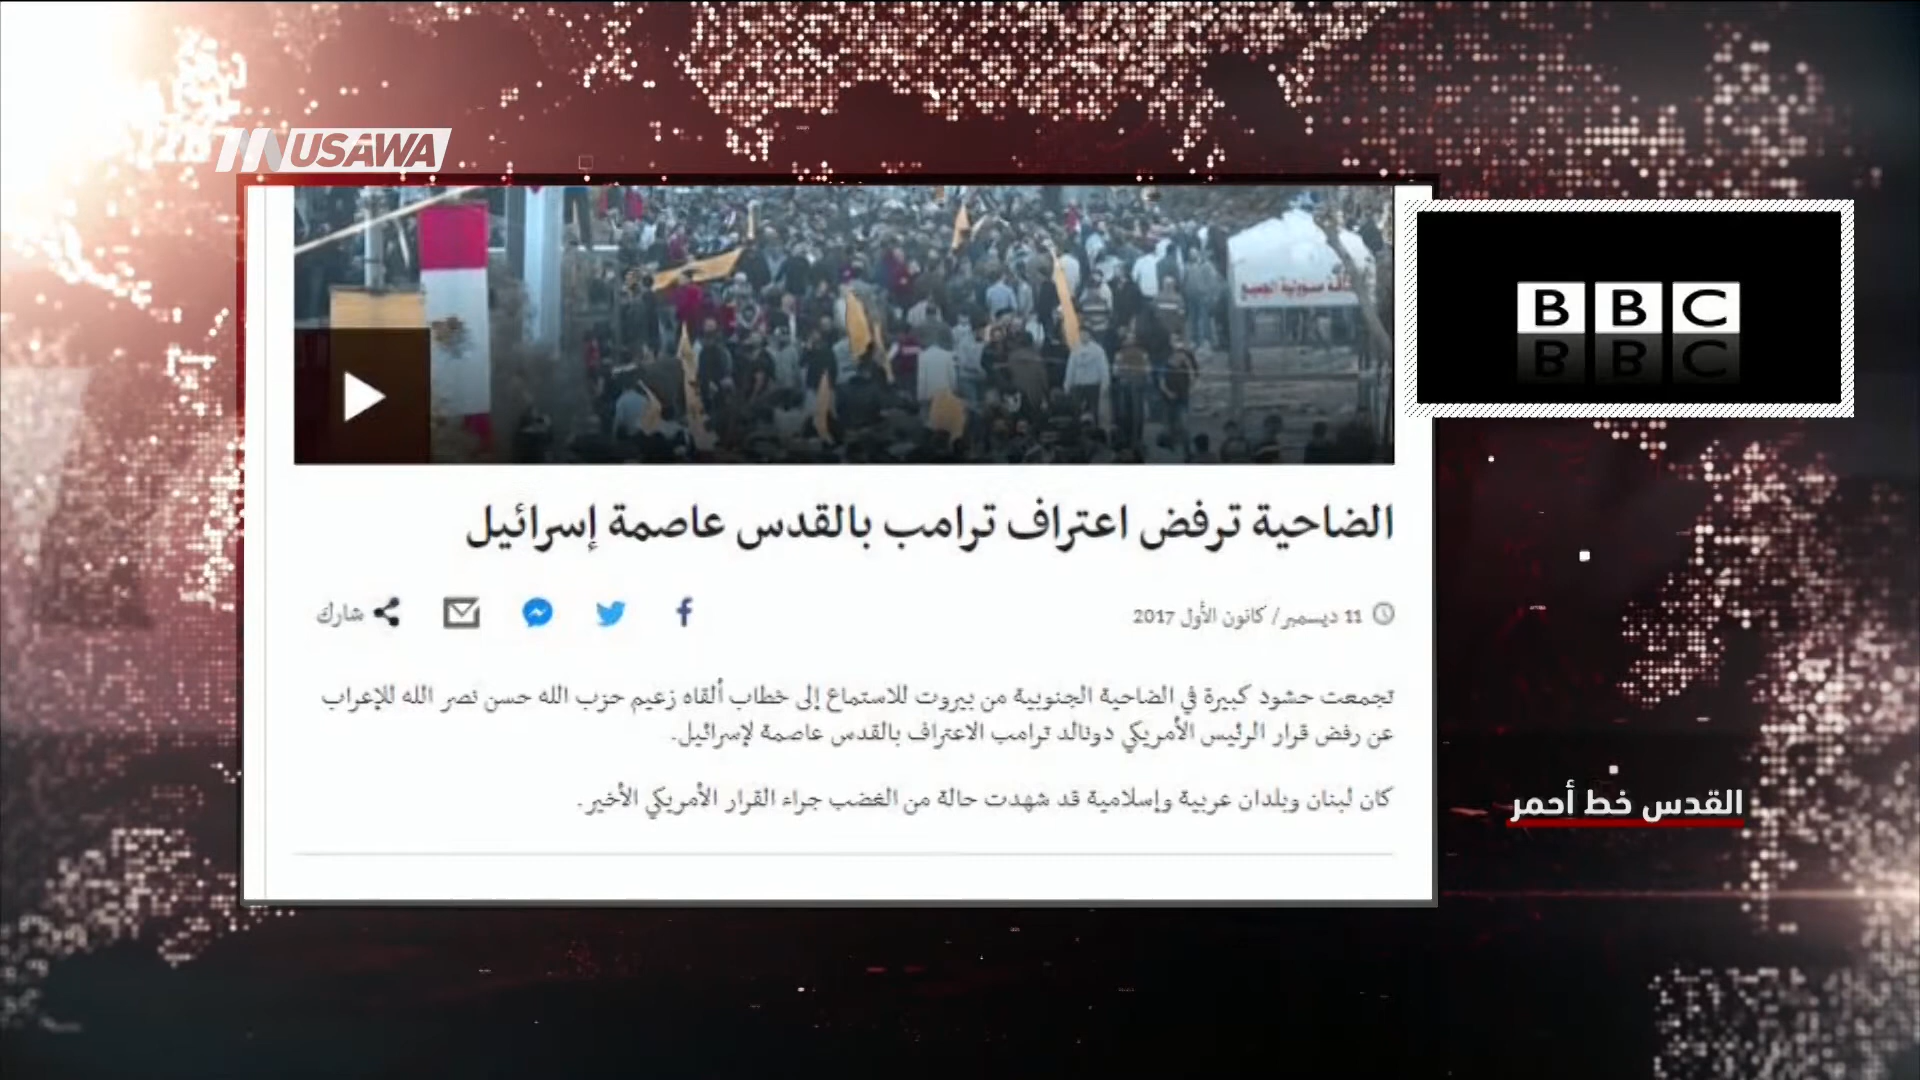 MUSAWA
BBC
الضاحية ترفض اعتراف ترامب بالقدس عاصمة إسرائيل
11 ديسمبر/ كانون الأول 2017
شارك
تجمعت حشود كبيرة في الضاحية الجنوبية من بيروت للاستماع إلى خطاب ألقاه زعيم حزب الله حسن نصر الله للإعراب
عن رفض قرار الرئيس الأمريكي دونالد ترامب الاعتراف بالقدس عاصمة لإسرائيل.
كان لبنان وبلدان عربية وإسلامية قد شهدت حالة من الغضب جراء القرار الأمريكي الأخير.
القدس خط أحمر